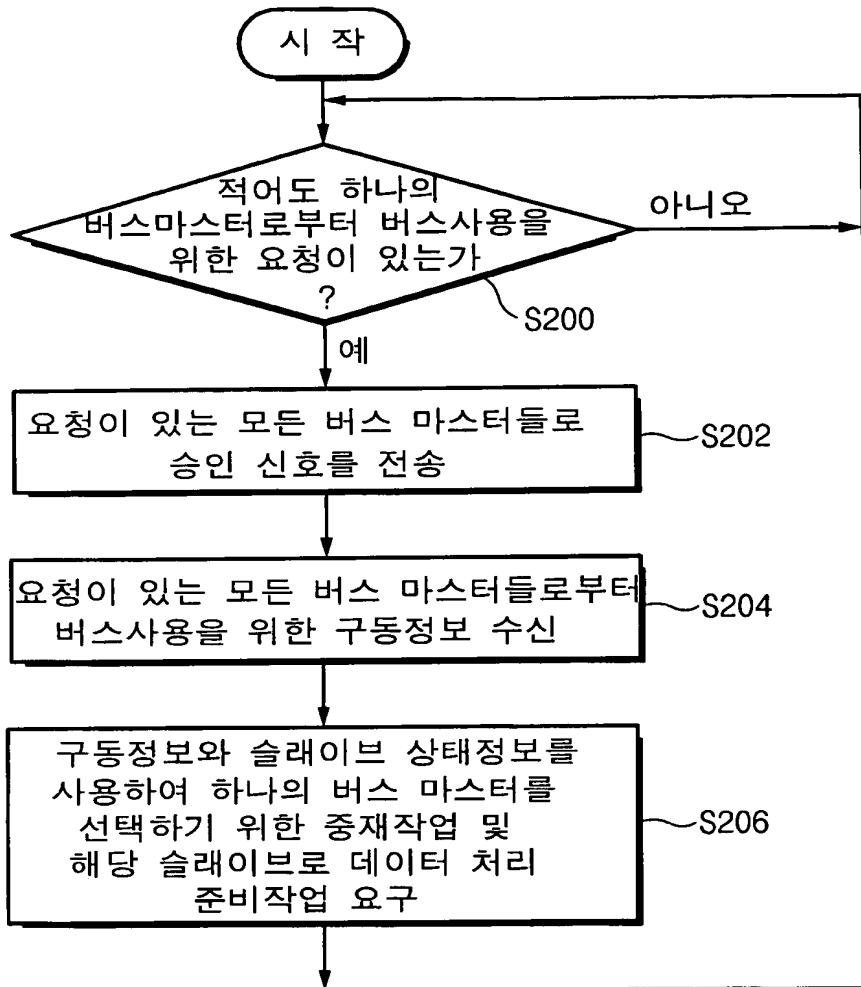 시 작
적어도 하나의
버스마스터로부터 버스사용을
위한 요청이 있는가
?
아니오
S200
예
요청이 있는 모든 버스 마스터들로
승인 신호를 전송
S202
요청이 있는 모든 버스 마스터들로부터
버스사용을 위한 구동정보 수신
S204
구동정보와 슬래이브 상태정보를
사용하여 하나의 버스 마스터를
선택하기 위한 중재작업 및
해당 슬래이브로 데이터 처리
준비작업 요구
S206